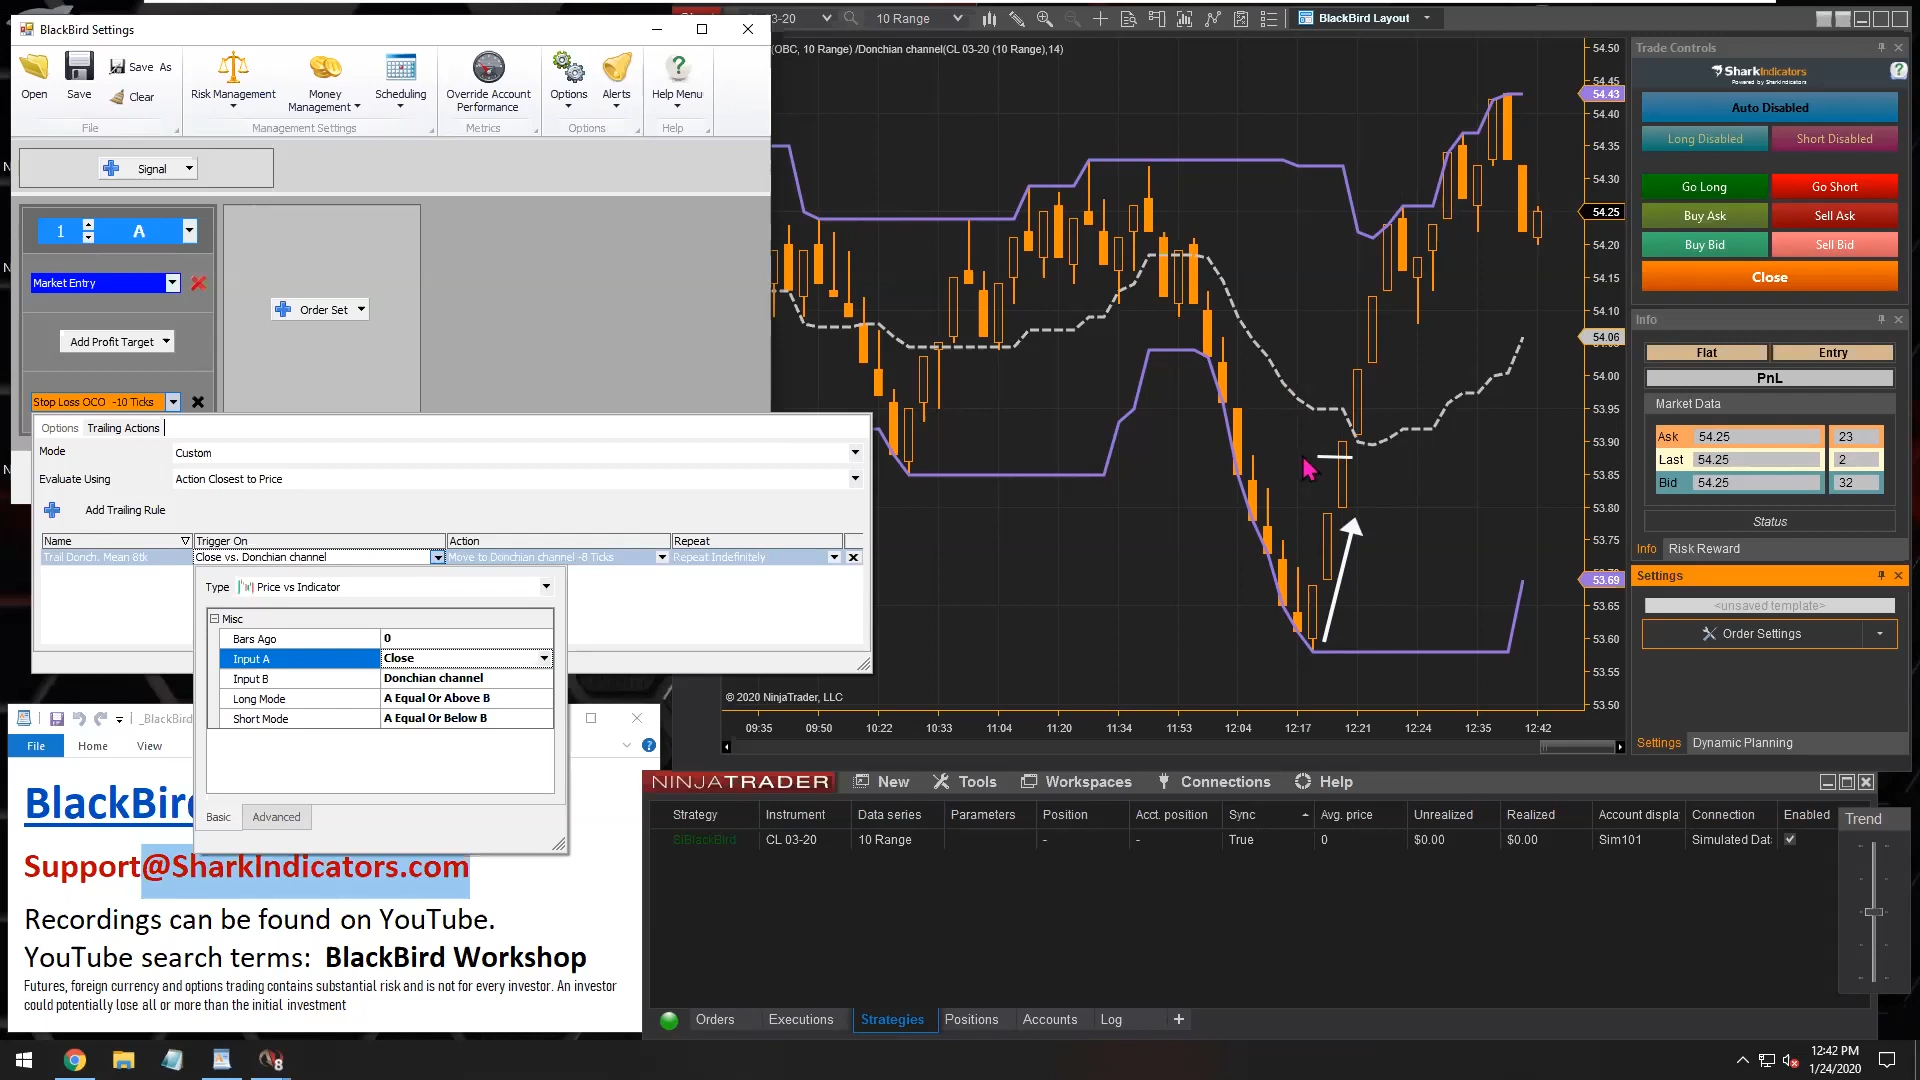 BlackBird Settings
Open
Save
Save As
Clear
File
Risk Management
Money Management
Scheduling
Management Settings
Override Account Performance
Metrics
Options
Alerts
Options
Help Menu
Help
Signal
1
A
Market Entry
Order Set
Add Profit Target
Stop Loss OCO -10 Ticks
Options
Trailing Actions
Mode
Custom
Evaluate Using
Action Closest to Price
Add Trailing Rule
Name
Trigger On
Action
Repeat
Trail Donch. Mean 8tk
Close vs. Donchian channel
Move to Donchian channel -8 Ticks
Repeat Indefinitely
Type
Price vs Indicator
Misc
Bars Ago
0
Input A
Close
Input B
Donchian channel
Long Mode
A Equal Or Above B
Short Mode
A Equal Or Below B
Basic
Advanced
_BlackBird
File
Home
View
BlackBird
Support@SharkIndicators.com
Recordings can be found on YouTube.
YouTube search terms: BlackBird Workshop
Futures, foreign currency and options trading contains substantial risk and is not for every investor. An investor
could potentially lose all or more than the initial investment
3-20
10 Range
BlackBird Layout
(OBC, 10 Range) /Donchian channel(CL 03-20 (10 Range),14)
54.50
54.45
54.43
54.40
54.35
54.30
54.25
54.20
54.15
54.10
54.06
54.00
53.95
53.90
53.85
53.80
53.75
53.69
53.65
53.60
53.55
53.50
© 2020 NinjaTrader, LLC
09:35
09:50
10:22
10:33
11:04
11:20
11:34
11:53
12:04
12:17
12:21
12:24
12:35
12:42
Trade Controls
SharkIndicators
Powered by SharkIndicators
Auto Disabled
Long Disabled
Short Disabled
Go Long
Go Short
Buy Ask
Sell Ask
Buy Bid
Sell Bid
Close
Info
Flat
Entry
PnL
Market Data
Ask
54.25
23
Last
54.25
2
Bid
54.25
32
Status
Info
Risk Reward
Settings
<unsaved template>
Order Settings
Settings
Dynamic Planning
NINJATRADER
New
Tools
Workspaces
Connections
Help
Strategy
Instrument
Data series
Parameters
Position
Acct. position
Sync
Avg. price
Unrealized
Realized
Account displa
Connection
Enabled
SiBlackBird
CL 03-20
10 Range
-
-
True
0
$0.00
$0.00
Sim101
Simulated Dat
Trend
Orders
Executions
Strategies
Positions
Accounts
Log
12:42 PM
1/24/2020